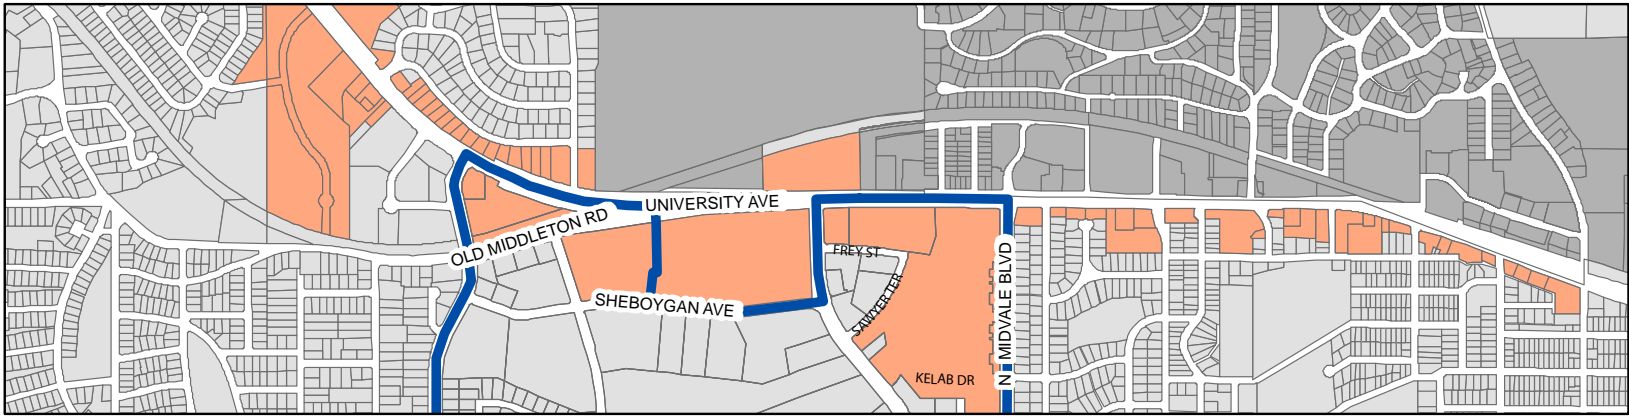 UNIVERSITY AVE
OLD MIDDLETON RD
FREY ST
SHEBOYGAN AVE
SAWYER TER
N MIDVALE BLVD
KELAB DR